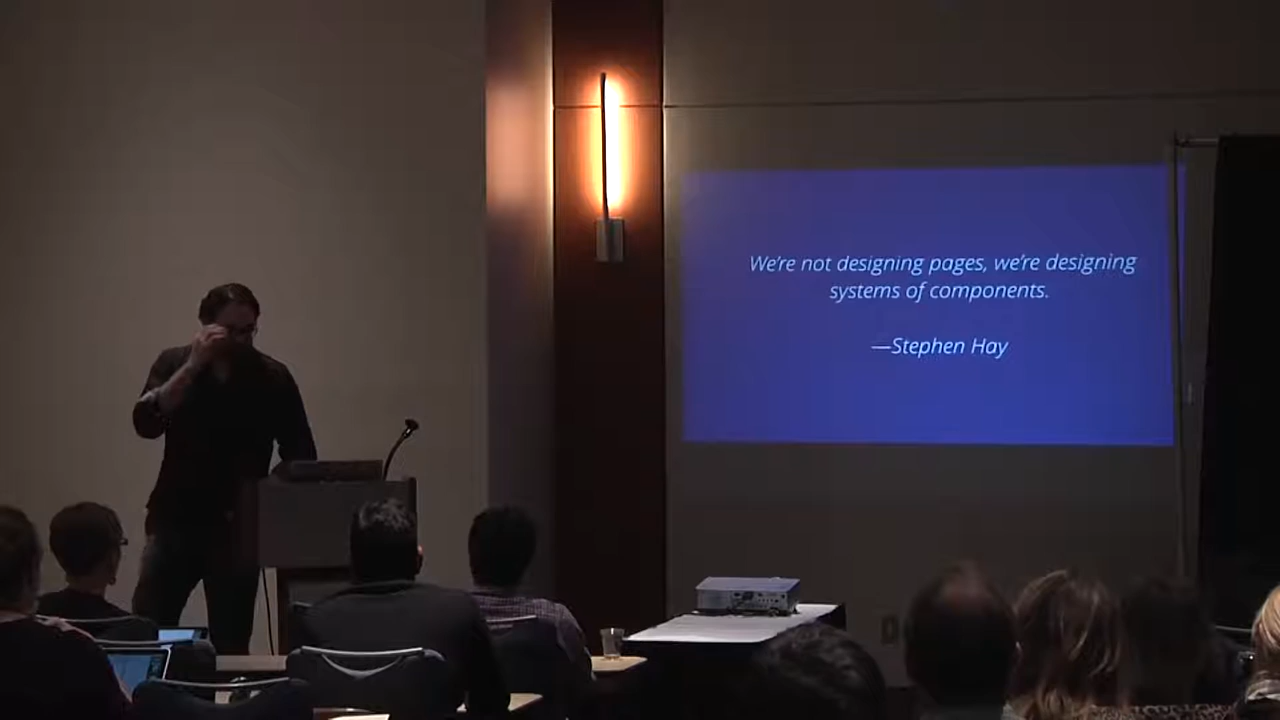 We're not designing pages, we're designing
systems of components.
—Stephen Hay